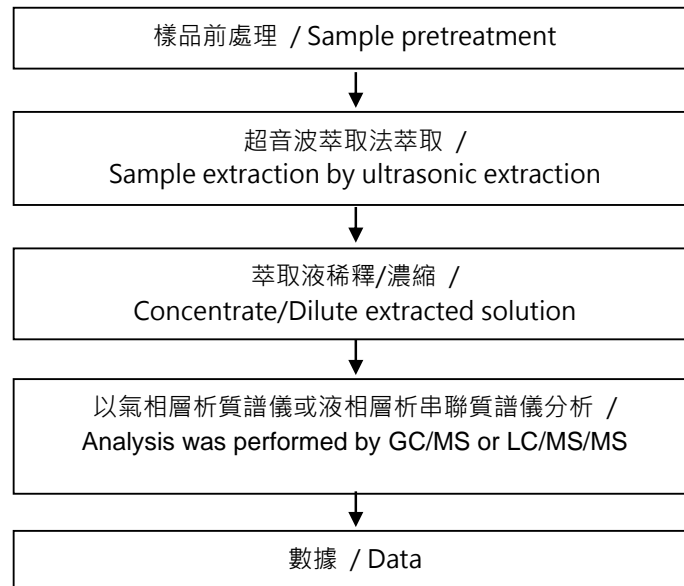 樣品前處理 / Sample pretreatment
超音波萃取法萃取 /
Sample extraction by ultrasonic extraction
萃取液稀釋/濃縮 /
Concentrate/Dilute extracted solution
以氣相層析質譜儀或液相層析串聯質譜儀分析 /
Analysis was performed by GC/MS or LC/MS/MS
數據 / Data